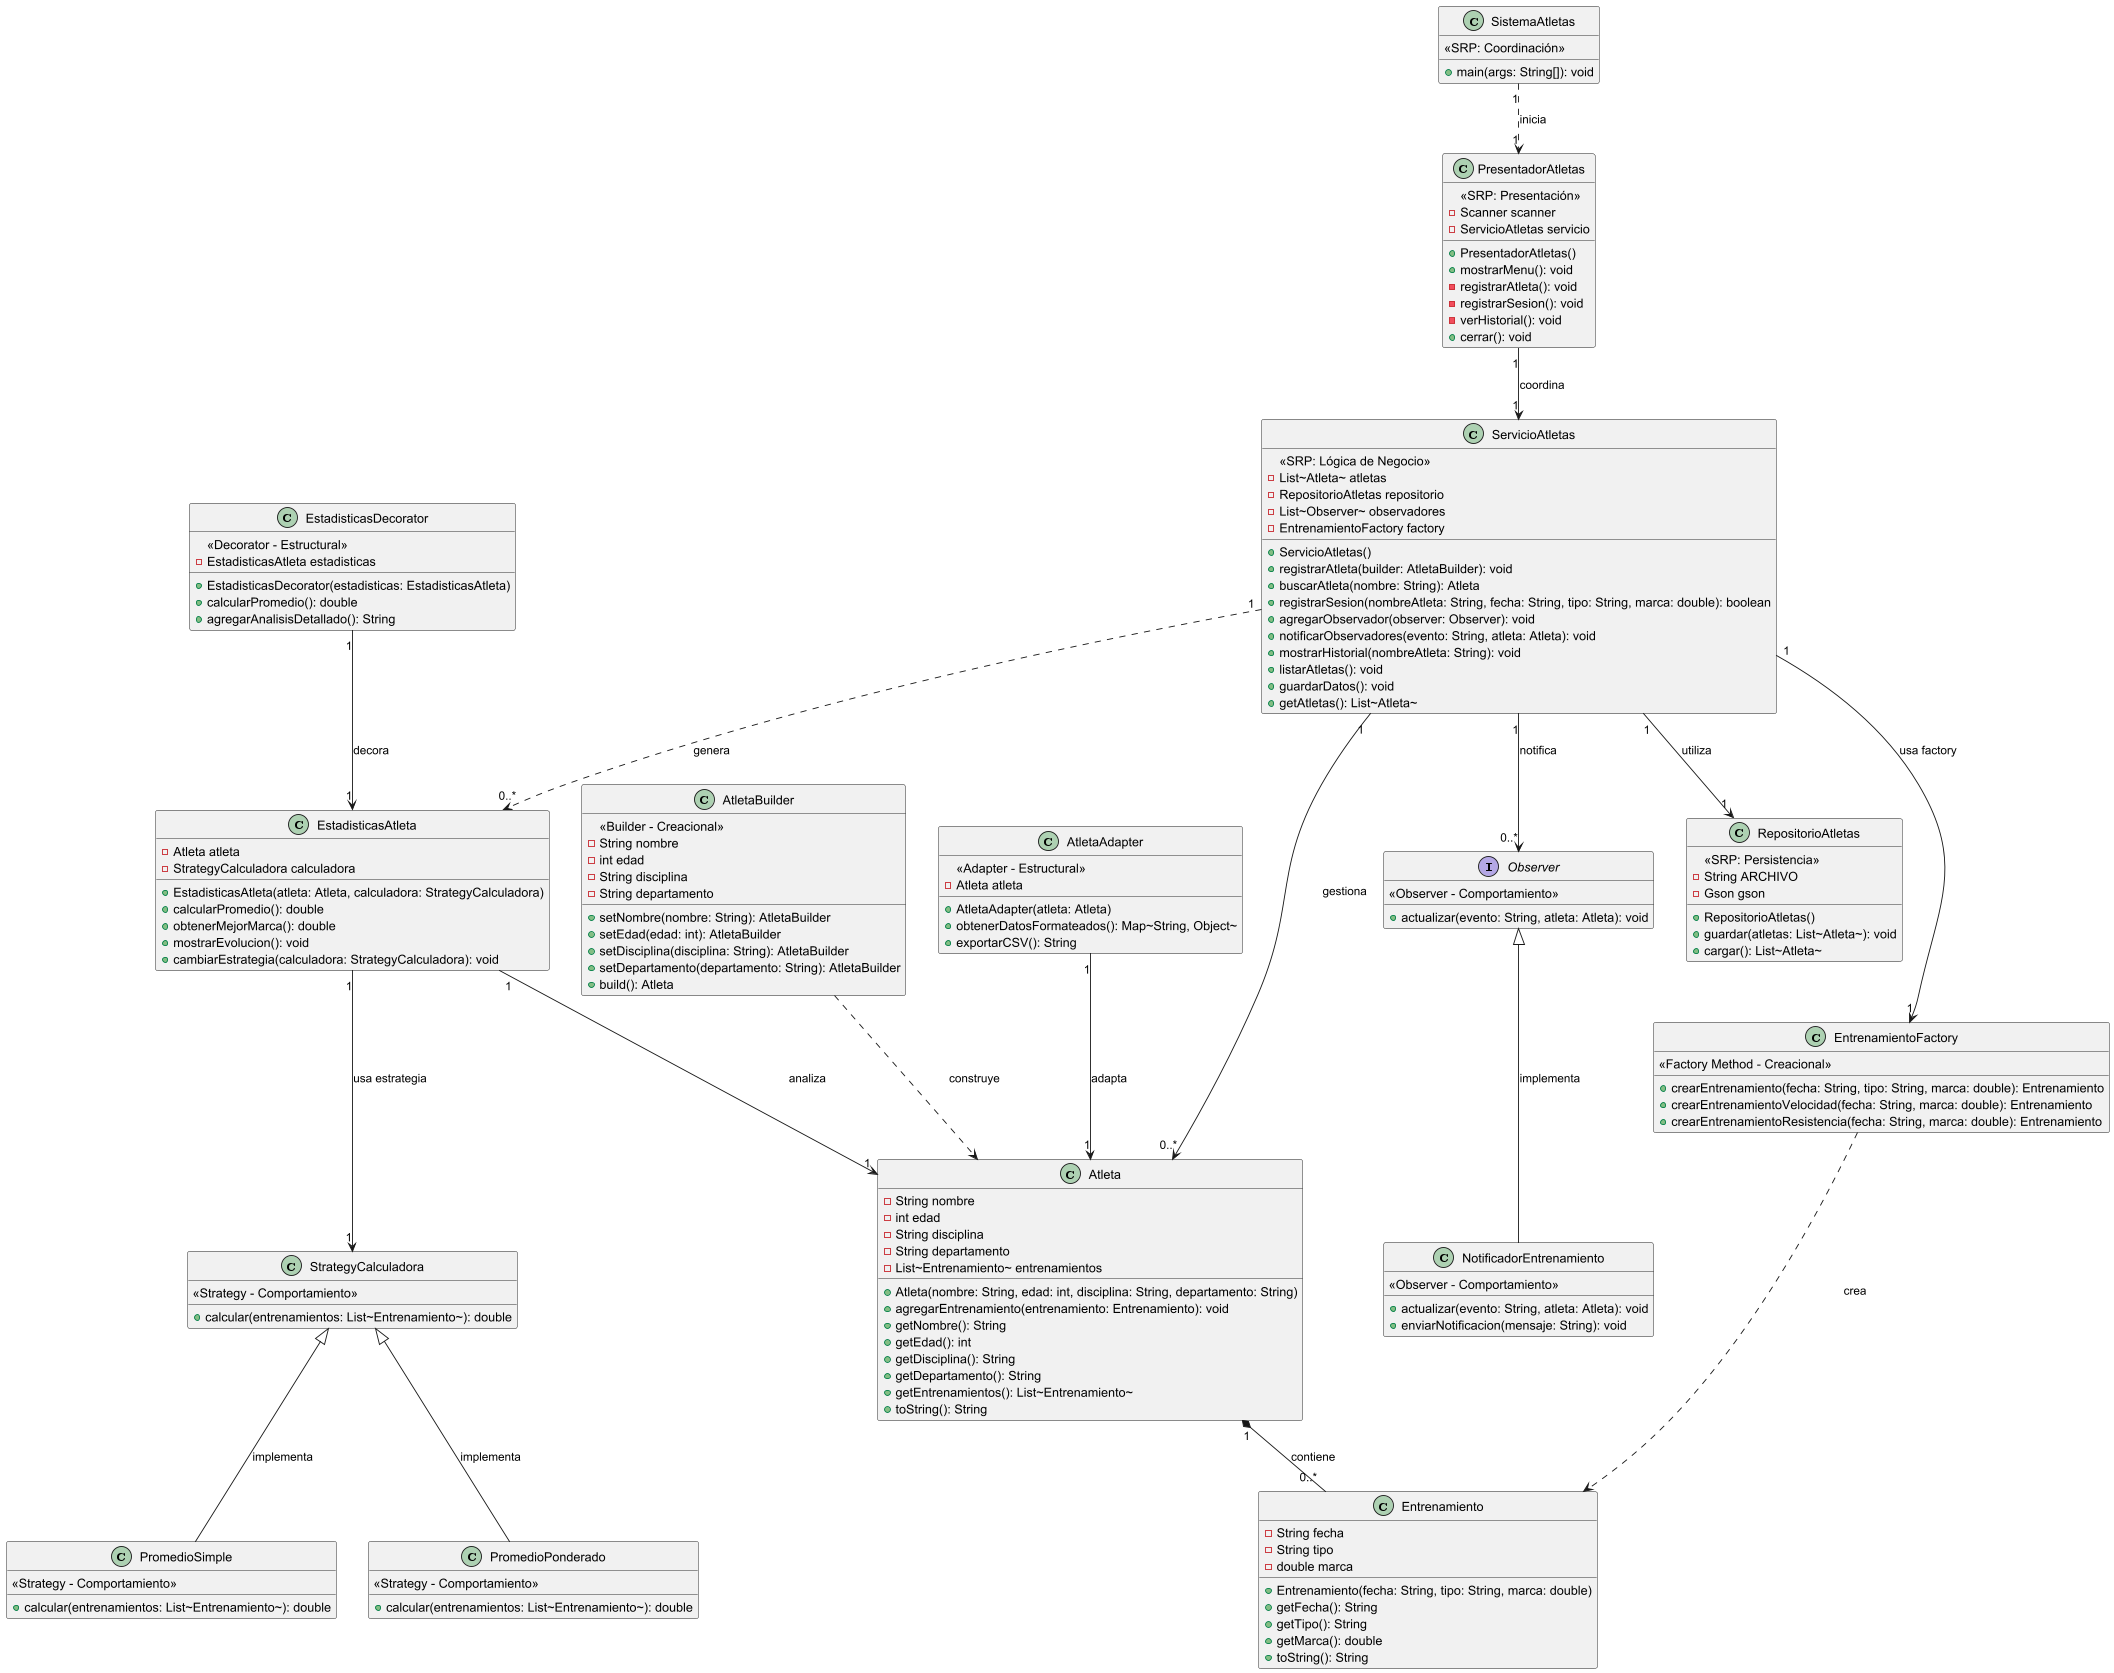 C SistemaAtletas
«SRP: Coordinación»
main(args: String[]): void
1
inicia
1
C PresentadorAtletas
«SRP: Presentación»
Scanner scanner
ServicioAtletas servicio
PresentadorAtletas()
mostrarMenu(): void
registrarAtleta(): void
registrarSesion(): void
verHistorial(): void
cerrar(): void
1
coordina
1
C ServicioAtletas
«SRP: Lógica de Negocio»
List~Atleta~ atletas
RepositorioAtletas repositorio
List~Observer~ observadores
EntrenamientoFactory factory
ServicioAtletas()
registrarAtleta(builder: AtletaBuilder): void
buscarAtleta(nombre: String): Atleta
registrarSesion(nombreAtleta: String, fecha: String, tipo: String, marca: double): boolean
agregarObservador(observer: Observer): void
notificarObservadores(evento: String, atleta: Atleta): void
mostrarHistorial(nombreAtleta: String): void
listarAtletas(): void
guardarDatos(): void
getAtletas(): List~Atleta~
C EstadisticasDecorator
«Decorator - Estructural»
EstadisticasAtleta estadisticas
EstadisticasDecorator(estadisticas: EstadisticasAtleta)
calcularPromedio(): double
agregarAnalisisDetallado(): String
1
decora
1
1
genera
0..*
1
gestiona
0..*
1
notifica
0..*
1
utiliza
1
1
usa factory
1
C EstadisticasAtleta
Atleta atleta
StrategyCalculadora calculadora
EstadisticasAtleta(atleta: Atleta, calculadora: StrategyCalculadora)
calcularPromedio(): double
obtenerMejorMarca(): double
mostrarEvolucion(): void
cambiarEstrategia(calculadora: StrategyCalculadora): void
C AtletaBuilder
«Builder - Creacional»
String nombre
int edad
String disciplina
String departamento
setNombre(nombre: String): AtletaBuilder
setEdad(edad: int): AtletaBuilder
setDisciplina(disciplina: String): AtletaBuilder
setDepartamento(departamento: String): AtletaBuilder
build(): Atleta
C AtletaAdapter
«Adapter - Estructural»
Atleta atleta
AtletaAdapter(atleta: Atleta)
obtenerDatosFormateados(): Map~String, Object~
exportarCSV(): String
I Observer
«Observer - Comportamiento»
actualizar(evento: String, atleta: Atleta): void
C RepositorioAtletas
«SRP: Persistencia»
String ARCHIVO
Gson gson
RepositorioAtletas()
guardar(atletas: List~Atleta~): void
cargar(): List~Atleta~
C EntrenamientoFactory
«Factory Method - Creacional»
crearEntrenamiento(fecha: String, tipo: String, marca: double): Entrenamiento
crearEntrenamientoVelocidad(fecha: String, marca: double): Entrenamiento
crearEntrenamientoResistencia(fecha: String, marca: double): Entrenamiento
1
usa estrategia
1
1
analiza
1
construye
1
adapta
1
implementa
crea
C StrategyCalculadora
«Strategy - Comportamiento»
calcular(entrenamientos: List~Entrenamiento~): double
C Atleta
String nombre
int edad
String disciplina
String departamento
List~Entrenamiento~ entrenamientos
Atleta(nombre: String, edad: int, disciplina: String, departamento: String)
agregarEntrenamiento(entrenamiento: Entrenamiento): void
getNombre(): String
getEdad(): int
getDisciplina(): String
getDepartamento(): String
getEntrenamientos(): List~Entrenamiento~
toString(): String
C NotificadorEntrenamiento
«Observer - Comportamiento»
actualizar(evento: String, atleta: Atleta): void
enviarNotificacion(mensaje: String): void
implementa
implementa
1
contiene
0..*
C PromedioSimple
«Strategy - Comportamiento»
calcular(entrenamientos: List~Entrenamiento~): double
C PromedioPonderado
«Strategy - Comportamiento»
calcular(entrenamientos: List~Entrenamiento~): double
C Entrenamiento
String fecha
String tipo
double marca
Entrenamiento(fecha: String, tipo: String, marca: double)
getFecha(): String
getTipo(): String
getMarca(): double
toString(): String